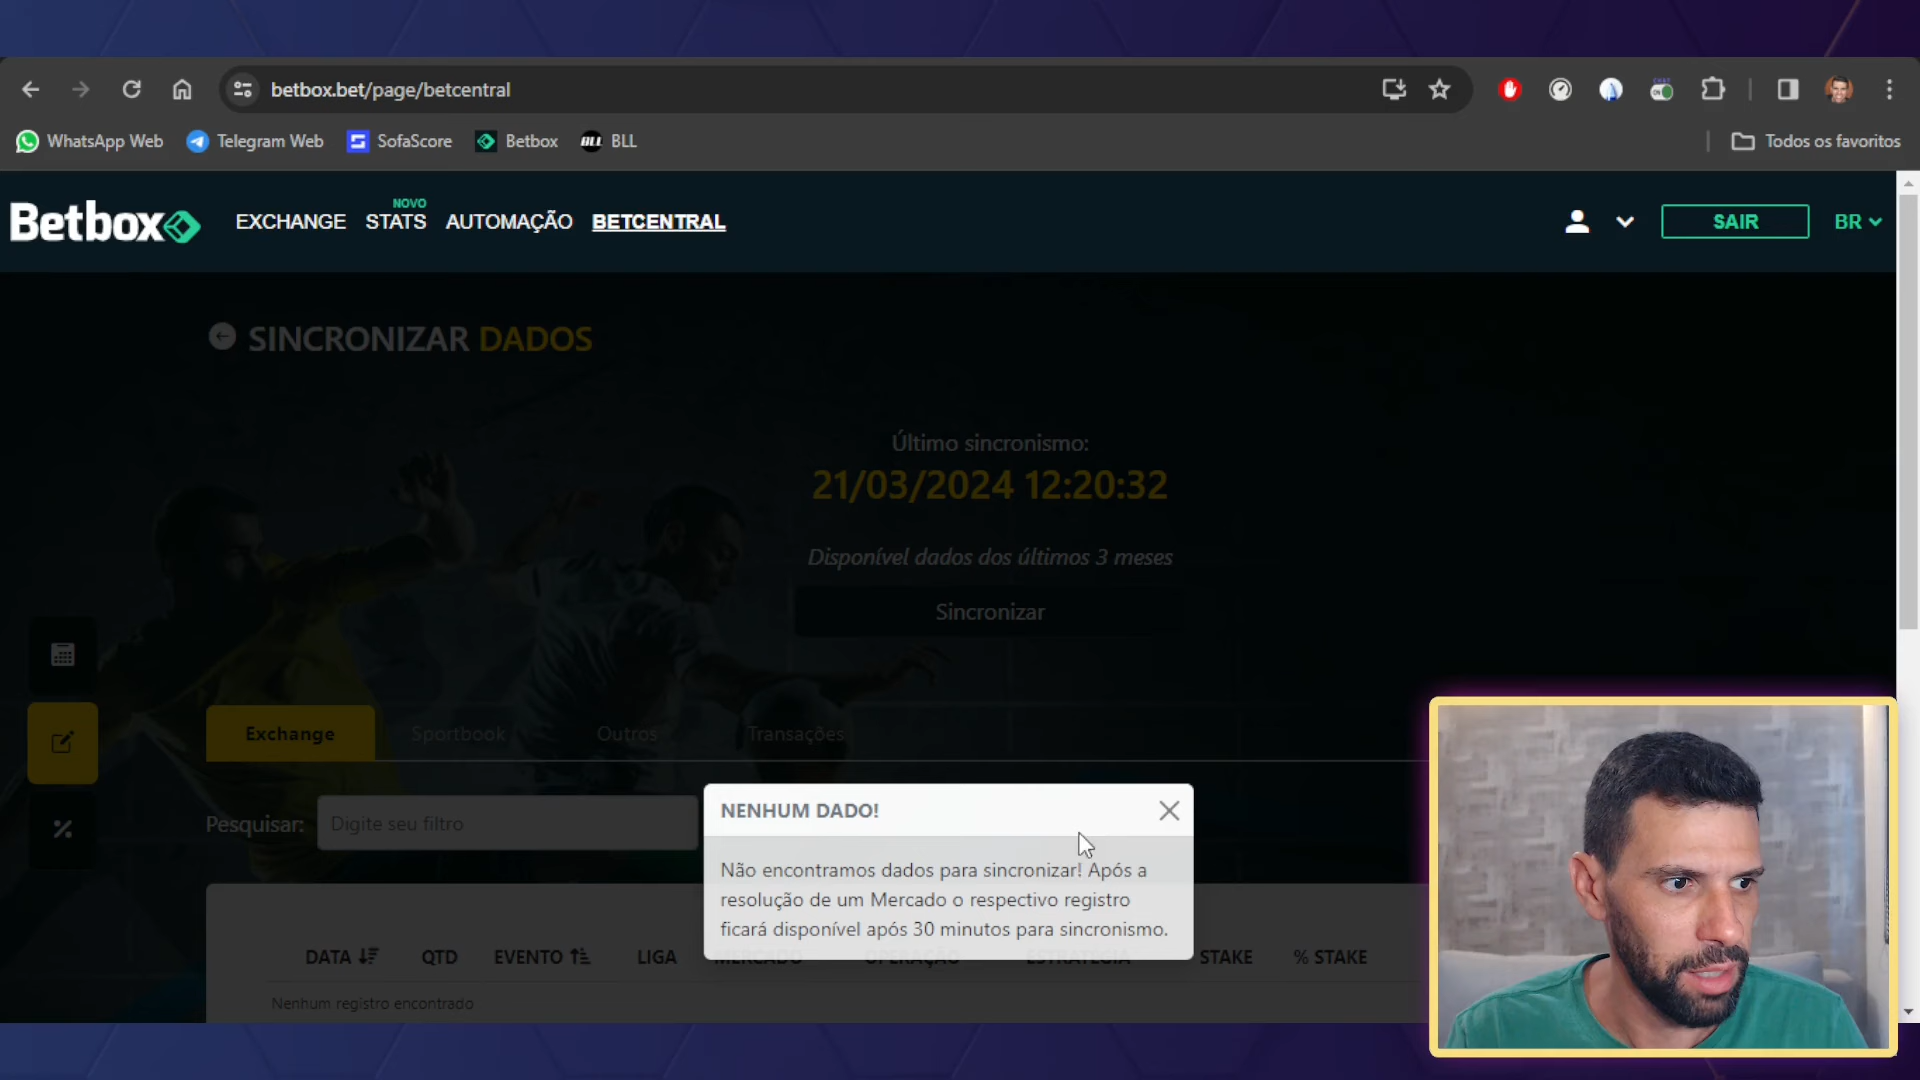 betbox.bet/page/betcentral
WhatsApp Web
Telegram Web
SofaScore
Betbox
BLL
BLL
Todos os favoritos
Betbox
EXCHANGE
NOVO
STATS
AUTOMAÇÃO
BETCENTRAL
SAIR
BR
SINCRONIZAR DADOS
Último sincronismo:
21/03/2024 12:20:32
Disponível dados dos últimos 3 meses
Sincronizar
Exchange
Sportbook
Outros
Transações
Pesquisar:
Digite seu filtro
NENHUM DADO!
Não encontramos dados para sincronizar! Após a
resolução de um Mercado o respectivo registro
ficará disponível após 30 minutos para sincronismo.
DATA
QTD
EVENTO
LIGA
MERCADO
OPERAÇÃO
ESTRATÉGIA
STAKE
% STAKE
Nenhum registro encontrado